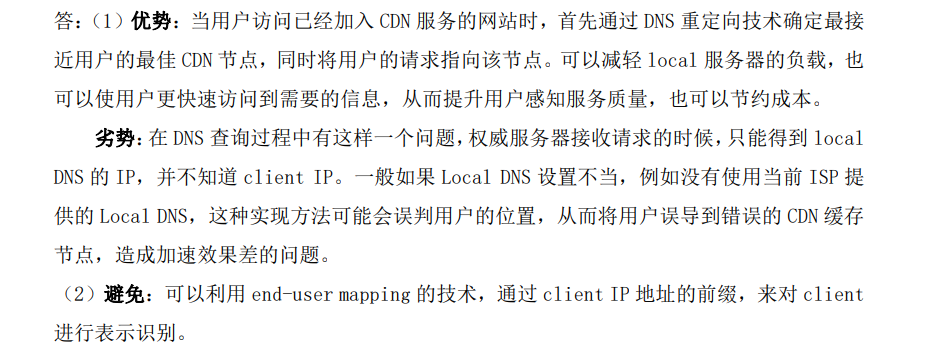 答：（1）优势：当用户访问已经加入 CDN 服务的网站时，首先通过 DNS 重定向技术确定最接
近用户的最佳 CDN 节点，同时将用户的请求指向该节点。可以减轻 local 服务器的负载，也
可以使用户更快速访问到需要的信息，从而提升用户感知服务质量，也可以节约成本。
劣势：在 DNS 查询过程中有这样一个问题，权威服务器接收请求的时候，只能得到 local
DNS 的 IP，并不知道 client IP。一般如果 Local DNS 设置不当，例如没有使用当前 ISP 提
供的 Local DNS，这种实现方法可能会误判用户的位置，从而将用户误导到错误的 CDN 缓存
节点，造成加速效果差的问题。
（2）避免：可以利用 end-user mapping 的技术，通过 client IP 地址的前缀，来对 client
进行表示识别。